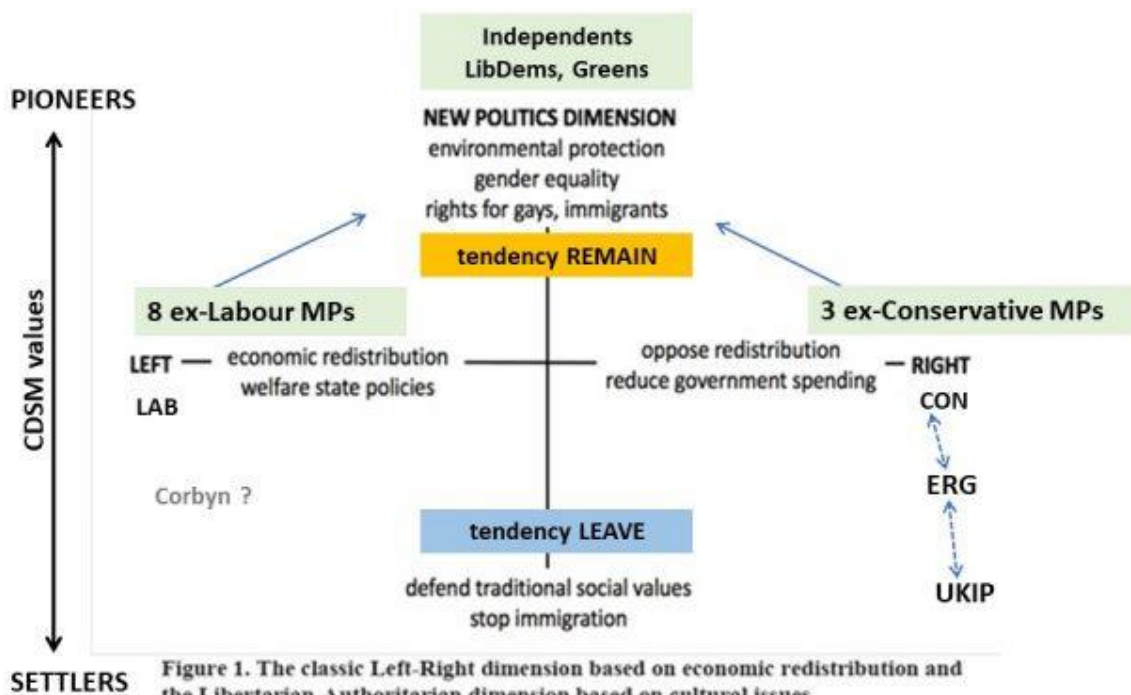 Independents
LibDems, Greens
PIONEERS
NEW POLITICS DIMENSION
environmental protection
gender equality
rights for gays, immigrants
tendency REMAIN
8 ex-Labour MPs
3 ex-Conservative MPs
CDSM values
LEFT
economic redistribution
welfare state policies
oppose redistribution
reduce government spending
RIGHT
LAB
CON
Corbyn ?
ERG
tendency LEAVE
defend traditional social values
stop immigration
UKIP
SETTLERS
Figure 1. The classic Left-Right dimension based on economic redistribution and
the Libertarian-Authoritarian dimension based on cultural issues